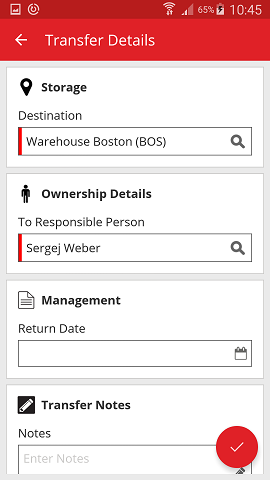 65% 10:45
Transfer Details
Storage
Destination
Warehouse Boston (BOS)
Ownership Details
To Responsible Person
Sergej Weber
Management
Return Date
Transfer Notes
Notes
Enter Notes